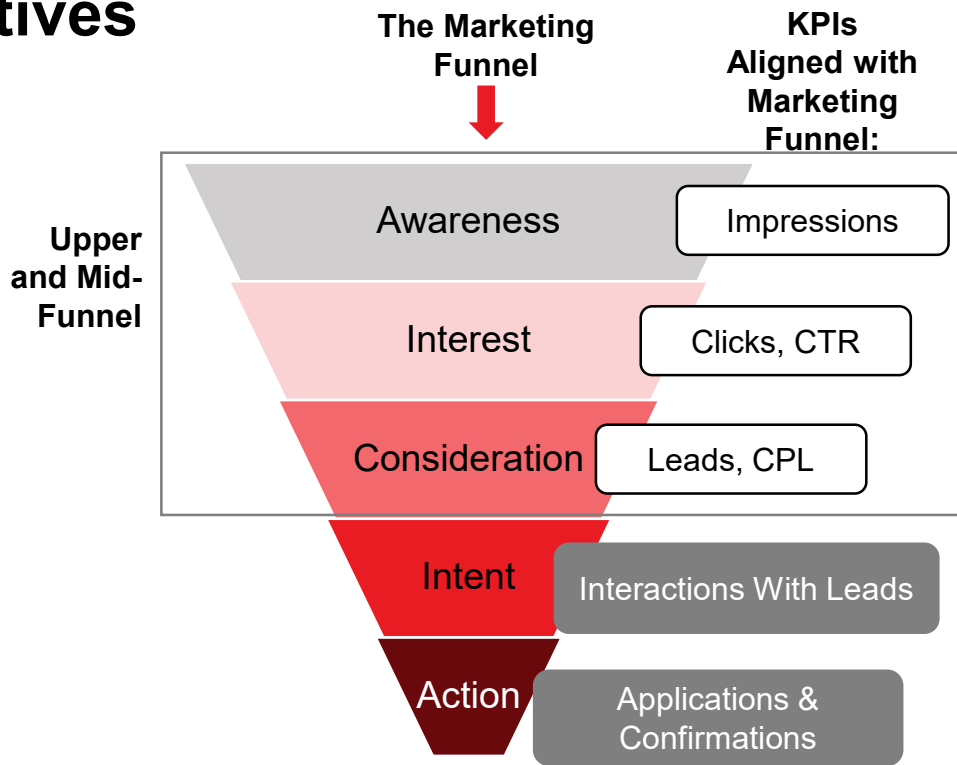 The Marketing
Funnel
KPIs
Aligned with
Marketing
Funnel:
Upper
and Mid-
Funnel
Awareness
Impressions
Interest
Clicks, CTR
Consideration
Leads, CPL
Intent
Interactions With Leads
Action
Applications &
Confirmations